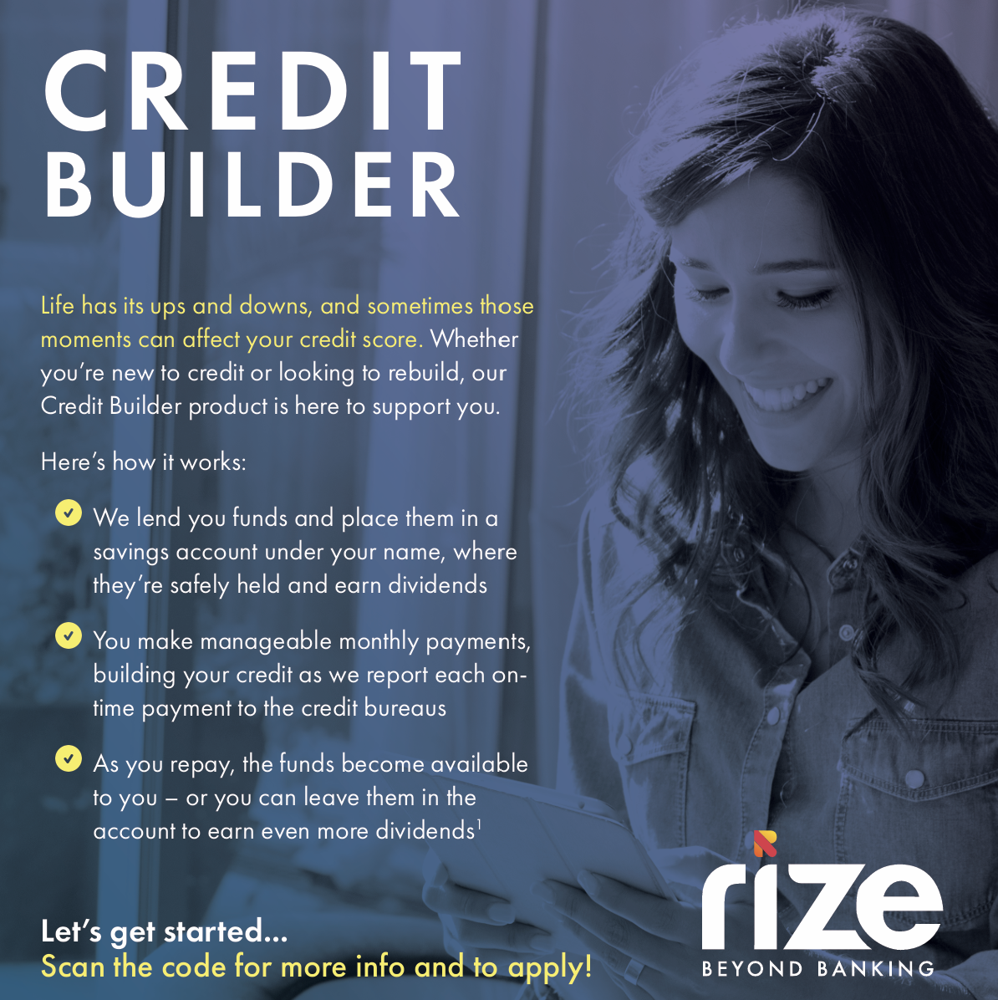 CREDIT
BUILDER
Life has its ups and downs, and sometimes those
moments can affect your credit score. Whether
you’re new to credit or looking to rebuild, our
Credit Builder product is here to support you.
Here’s how it works:
We lend you funds and place them in a
savings account under your name, where
they’re safely held and earn dividends
You make manageable monthly payments,
building your credit as we report each on-
time payment to the credit bureaus
As you repay, the funds become available
to you – or you can leave them in the
account to earn even more dividends¹
Let’s get started...
Scan the code for more info and to apply!
rize
BEYOND BANKING